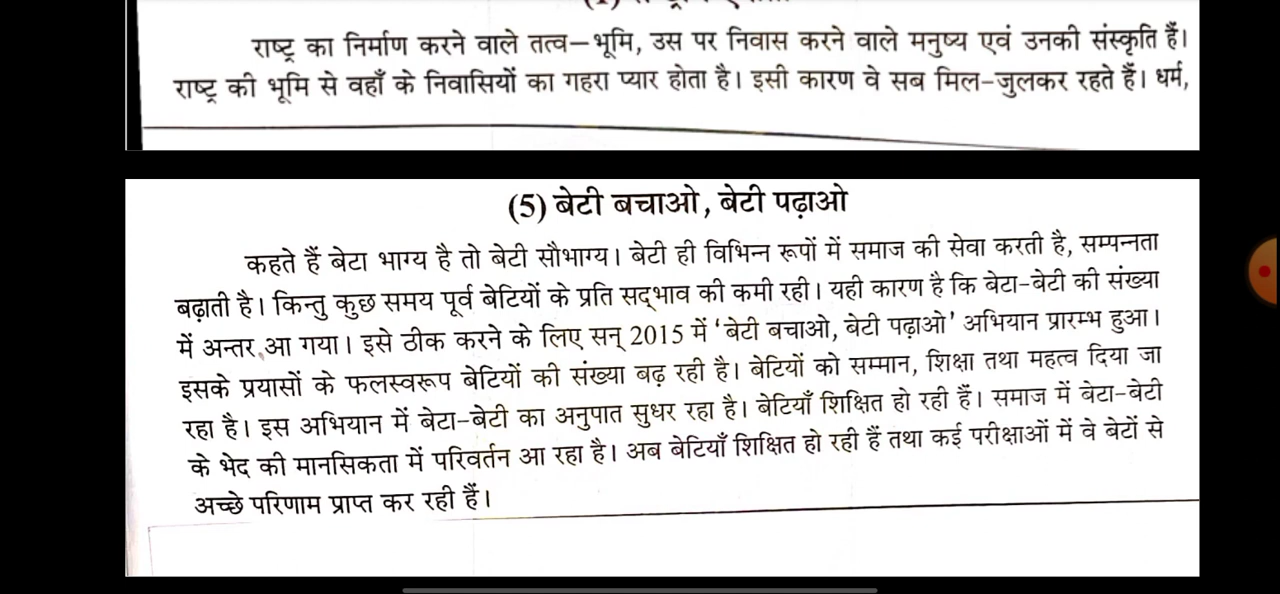 राष्ट्र का निर्माण करने वाले तत्व–भूमि, उस पर निवास करने वाले मनुष्य एवं उनकी संस्कृति हैं।
राष्ट्र की भूमि से वहाँ के निवासियों का गहरा प्यार होता है। इसी कारण वे सब मिल-जुलकर रहते हैं। धर्म,
(5) बेटी बचाओ, बेटी पढ़ाओ
कहते हैं बेटा भाग्य है तो बेटी सौभाग्य। बेटी ही विभिन्न रूपों में समाज की सेवा करती है, सम्पन्नता
बढ़ाती है। किन्तु कुछ समय पूर्व बेटियों के प्रति सद्भाव की कमी रही। यही कारण है कि बेटा-बेटी की संख्या
में अन्तर आ गया। इसे ठीक करने के लिए सन् 2015 में 'बेटी बचाओ, बेटी पढ़ाओ' अभियान प्रारम्भ हुआ।
इसके प्रयासों के फलस्वरूप बेटियों की संख्या बढ़ रही है। बेटियों को सम्मान, शिक्षा तथा महत्व दिया जा
रहा है। इस अभियान में बेटा-बेटी का अनुपात सुधर रहा है। बेटियाँ शिक्षित हो रही हैं। समाज में बेटा-बेटी
के भेद की मानसिकता में परिवर्तन आ रहा है। अब बेटियाँ शिक्षित हो रही हैं तथा कई परीक्षाओं में वे बेटों से
अच्छे परिणाम प्राप्त कर रही हैं।